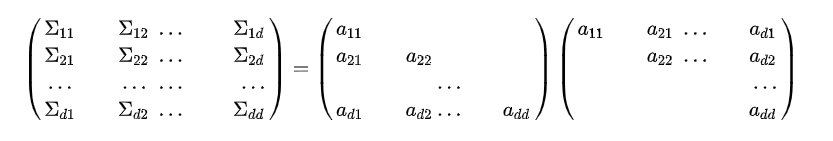 ( Σ11 Σ12 … Σ1d ) = ( a11 ) ( a11 a21 … ad1 )
( Σ21 Σ22 … Σ2d ) ( a21 a22 ) ( a22 … ad2 )
( … … … … ) ( … ) ( … )
( Σd1 Σd2 … Σdd ) ( ad1 ad2 … add ) ( add )